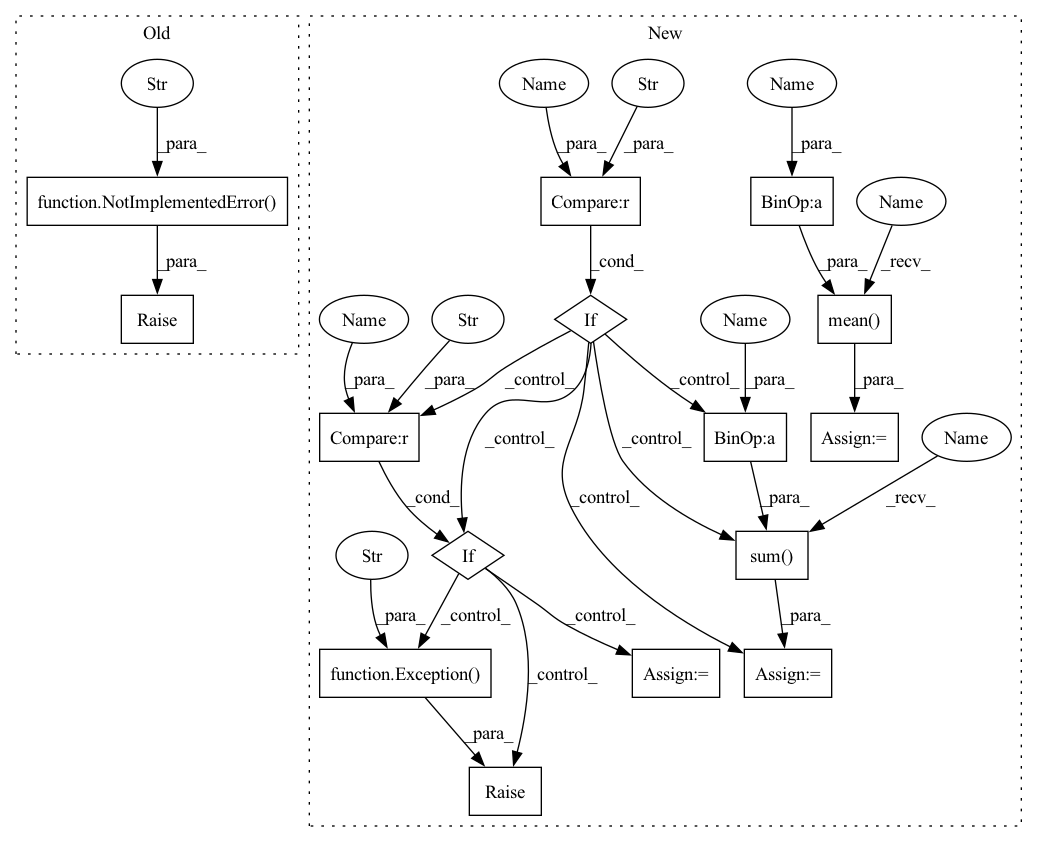 Old
New
Str
Name
Str
Name
_para_
_para_
_para_
_para_
function.NotImplementedError()
Compare:r
BinOp:a
Name
_para_
_cond_
_para_
_recv_
Raise
Name
Str
If
Name
mean()
_para_
_para_
_control_
_control_
_para_
_para_
Compare:r
_control_
_control_
BinOp:a
Assign:=
Name
_cond_
_control_
_para_
_recv_
Str
If
sum()
_para_
_control_
_control_
_para_
function.Exception()
_control_
Assign:=
Assign:=
_para_
Raise